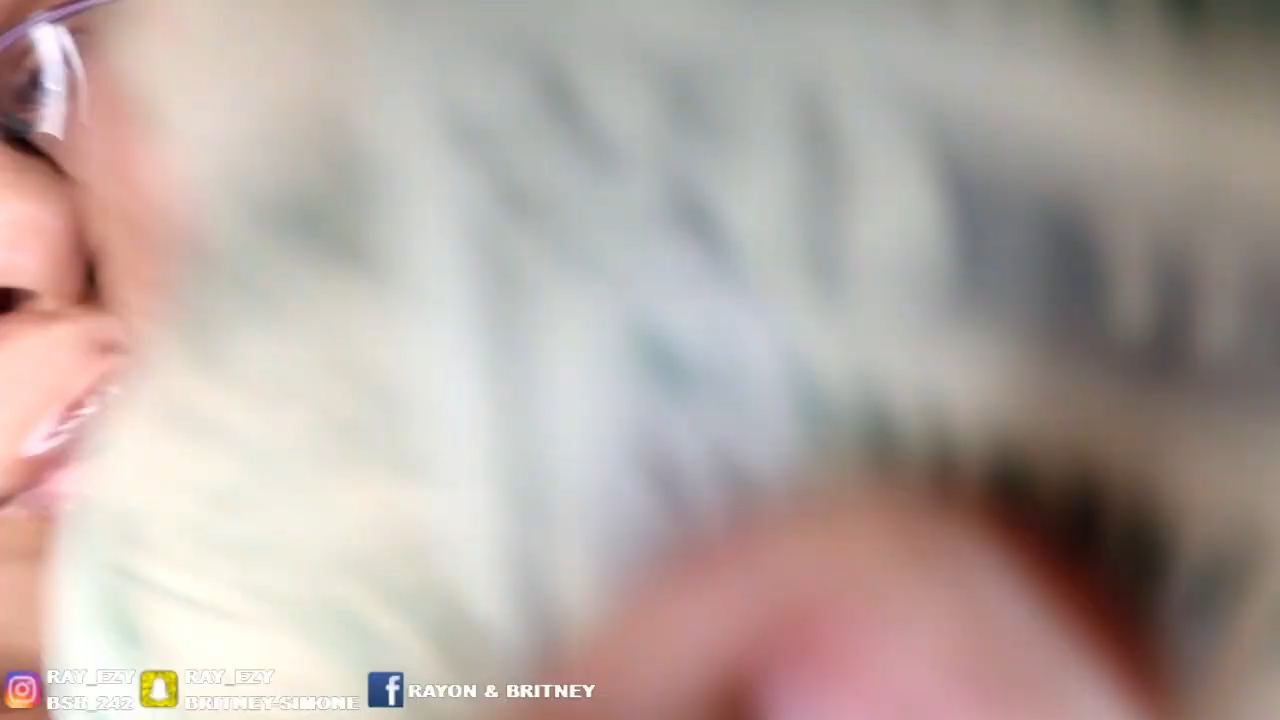 RAY_EZY
BSB_242
RAY_EZY
BRITNEY-SIMONE
RAYON & BRITNEY